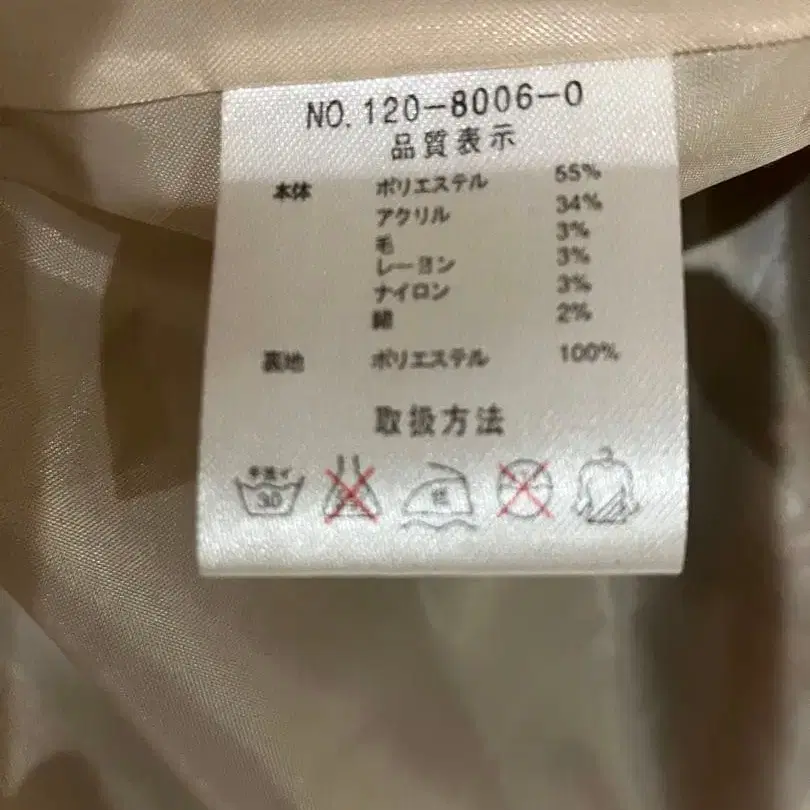 NO.120-8006-0
品質表示
本体 ポリエステル 55%
アクリル 34%
毛 3%
レーヨン 3%
ナイロン 3%
綿 2%
裏地 ポリエステル 100%
取扱方法
手洗イ 30 低